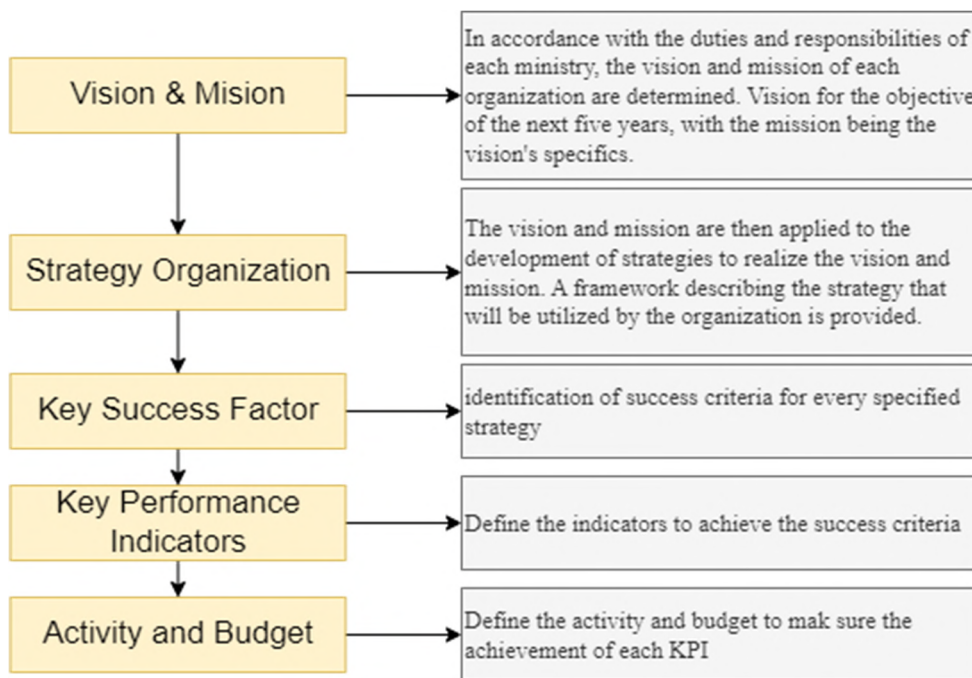 Vision & Mision
In accordance with the duties and responsibilities of
each ministry, the vision and mission of each
organization are determined. Vision for the objective
of the next five years, with the mission being the
vision's specifics.
Strategy Organization
The vision and mission are then applied to the
development of strategies to realize the vision and
mission. A framework describing the strategy that
will be utilized by the organization is provided.
Key Success Factor
identification of success criteria for every specified
strategy
Key Performance
Indicators
Define the indicators to achieve the success criteria
Activity and Budget
Define the activity and budget to mak sure the
achievement of each KPI